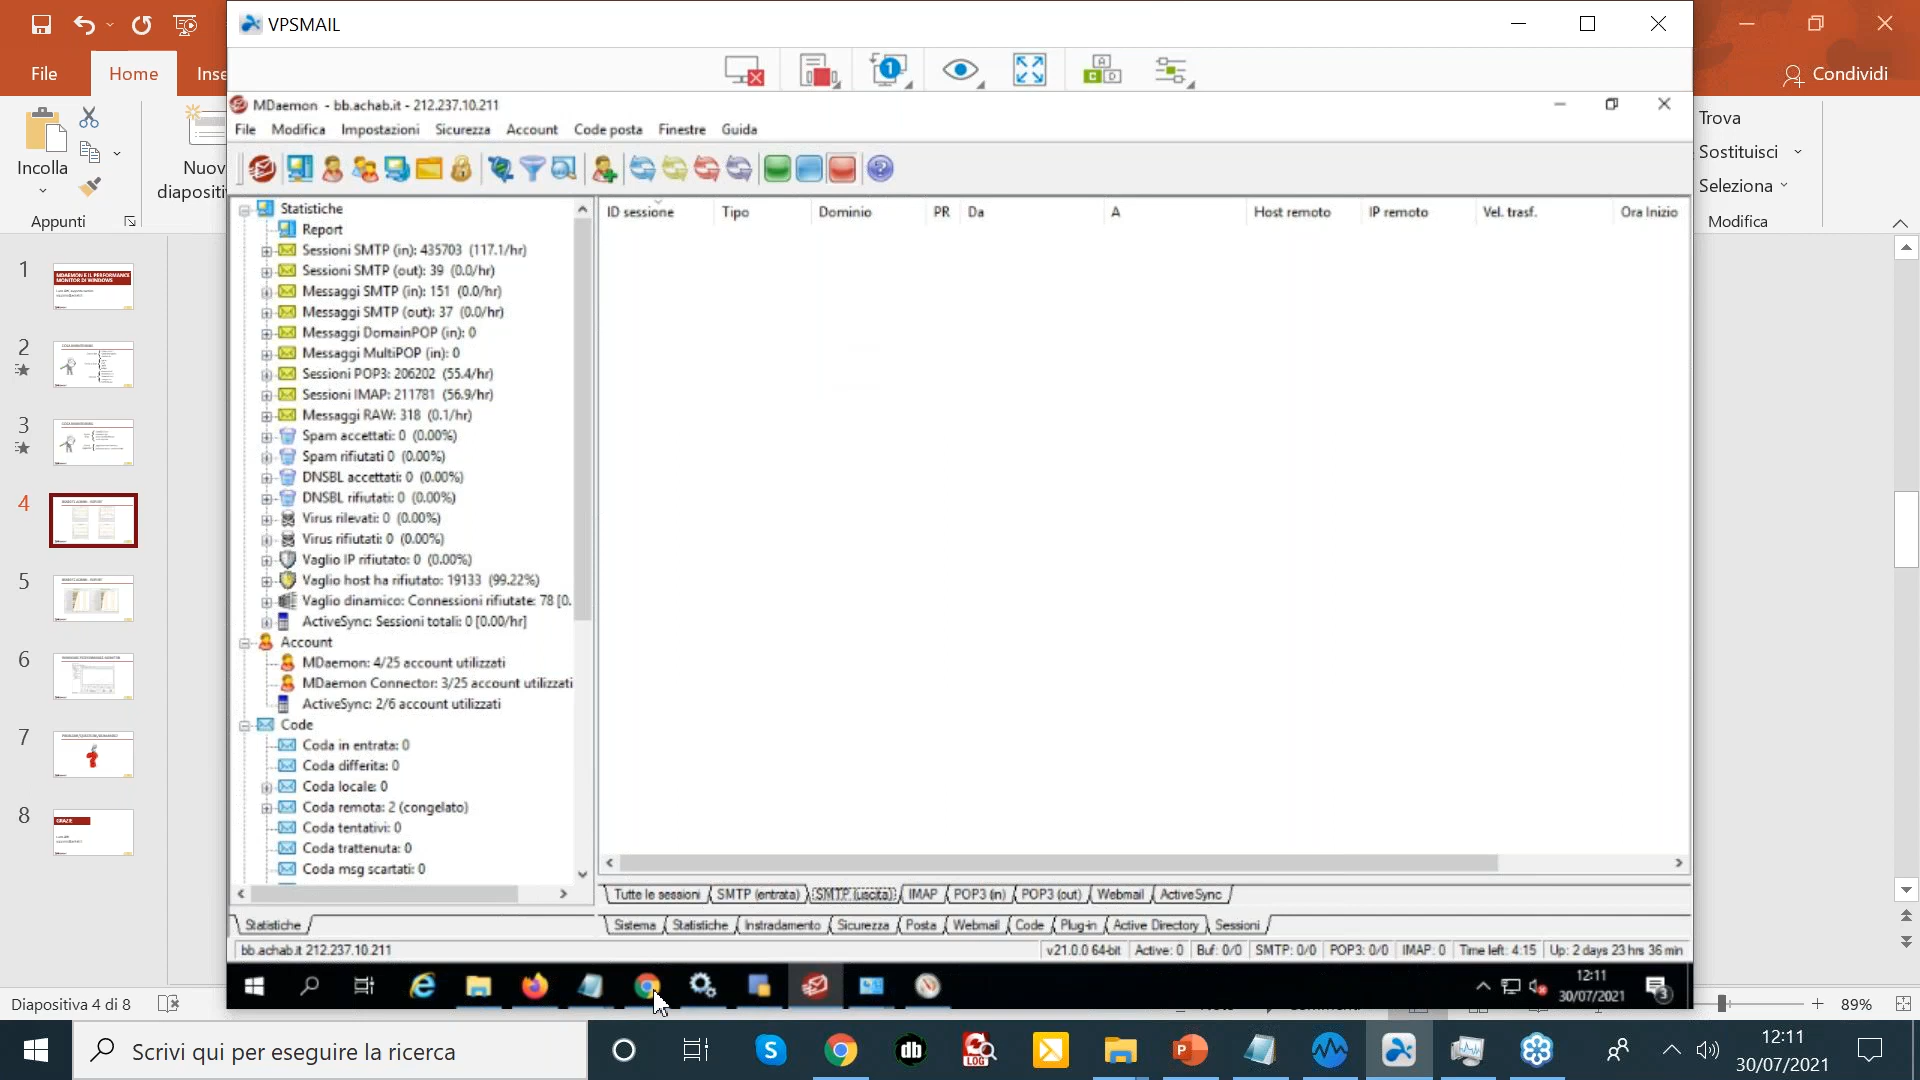 VPSMAIL
File
Home
Inse
Condividi
Incolla
Nuov
diapositi
Appunti
Trova
Sostituisci
Seleziona
Modifica
MDaemon - bb.achab.it - 212.237.10.211
File Modifica Impostazioni Sicurezza Account Code posta Finestre Guida
ID sessione Tipo Dominio PR Da A Host remoto IP remoto Vel. trasf. Ora Inizio
Statistiche
Report
Sessioni SMTP (in): 435703 (117.1/hr)
Sessioni SMTP (out): 39 (0.0/hr)
Messaggi SMTP (in): 151 (0.0/hr)
Messaggi SMTP (out): 37 (0.0/hr)
Messaggi DomainPOP (in): 0
Messaggi MultiPOP (in): 0
Sessioni POP3: 206202 (55.4/hr)
Sessioni IMAP: 211781 (56.9/hr)
Messaggi RAW: 318 (0.1/hr)
Spam accettati: 0 (0.00%)
Spam rifiutati 0 (0.00%)
DNSBL accettati: 0 (0.00%)
DNSBL rifiutati: 0 (0.00%)
Virus rilevati: 0 (0.00%)
Virus rifiutati: 0 (0.00%)
Vaglio IP rifiutato: 0 (0.00%)
Vaglio host ha rifiutato: 19133 (99.22%)
Vaglio dinamico: Connessioni rifiutate: 78 [0.
ActiveSync: Sessioni totali: 0 [0.00/hr]
Account
MDaemon: 4/25 account utilizzati
MDaemon Connector: 3/25 account utilizzati
ActiveSync: 2/6 account utilizzati
Code
Coda in entrata: 0
Coda differita: 0
Coda locale: 0
Coda remota: 2 (congelato)
Coda tentativi: 0
Coda trattenuta: 0
Coda msg scartati: 0
Statistiche
Tutte le sessioni SMTP (entrata) SMTP (uscita) IMAP POP3 (in) POP3 (out) Webmail ActiveSync
Sistema Statistiche Instradamento Sicurezza Posta Webmail Code Plug-in Active Directory Sessioni
bb.achab.it 212.237.10.211
v21.0.0 64-bit Active: 0 Buf: 0/0 SMTP: 0/0 POP3: 0/0 IMAP: 0 Time left: 4:15 Up: 2 days 23 hrs 36 min
12:11
30/07/2021
3
1
MDAEMON E IL PERFORMANCE
MONITOR DI WINDOWS
2
3
4
5
6
7
8
GRAZIE
Diapositiva 4 di 8
89%
Scrivi qui per eseguire la ricerca
12:11
30/07/2021